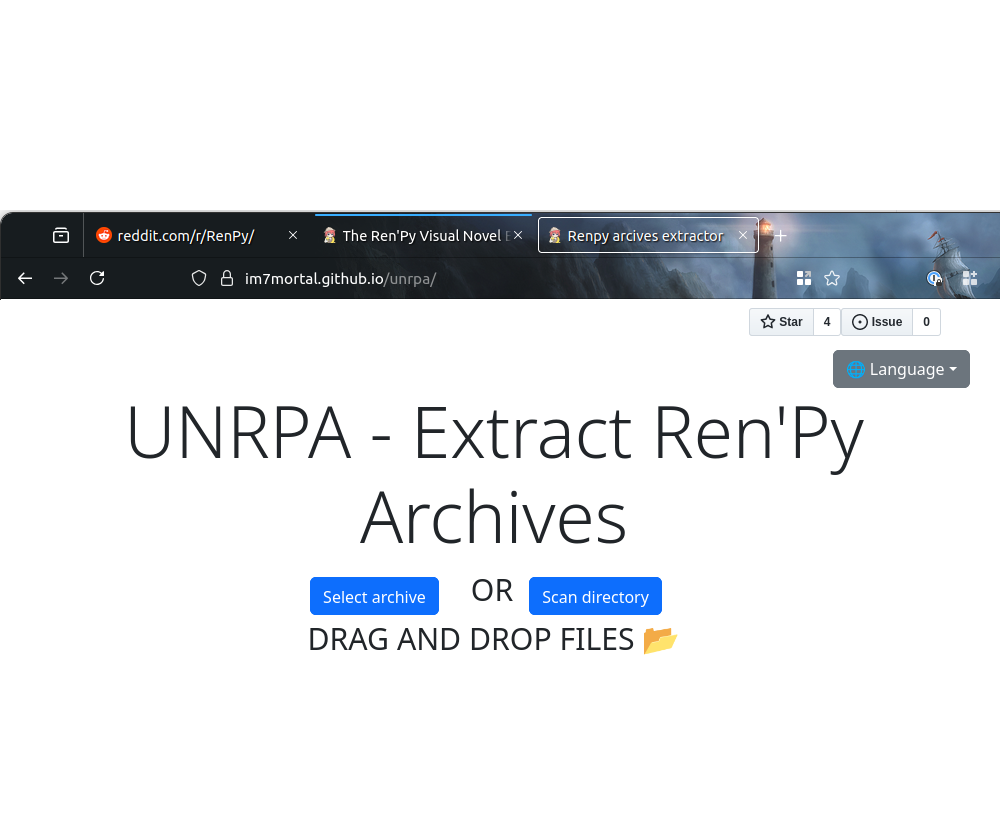 reddit.com/r/RenPy/
The Ren'Py Visual Novel
Renpy arcives extractor
im7mortal.github.io/unrpa/
Star 4 Issue 0
Language
UNRPA - Extract Ren'Py
Archives
Select archive OR Scan directory
DRAG AND DROP FILES